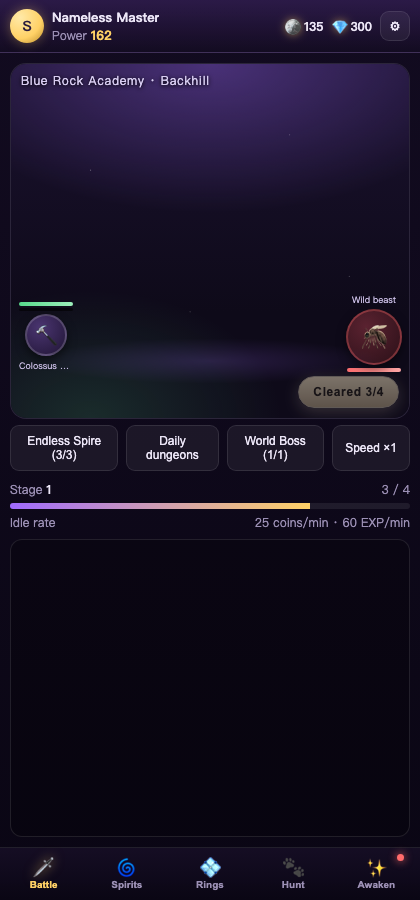 S
Nameless Master
Power 162
135
300
Blue Rock Academy · Backhill
Wild beast
Colossus ...
Cleared 3/4
Endless Spire
(3/3)
Daily
dungeons
World Boss
(1/1)
Speed ×1
Stage 1
3 / 4
Idle rate
25 coins/min · 60 EXP/min
Battle
Spirits
Rings
Hunt
Awaken